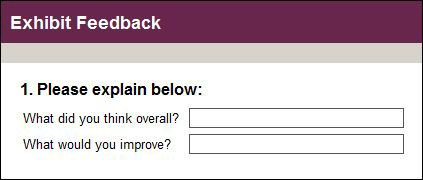 Exhibit Feedback
1. Please explain below:
What did you think overall?
What would you improve?